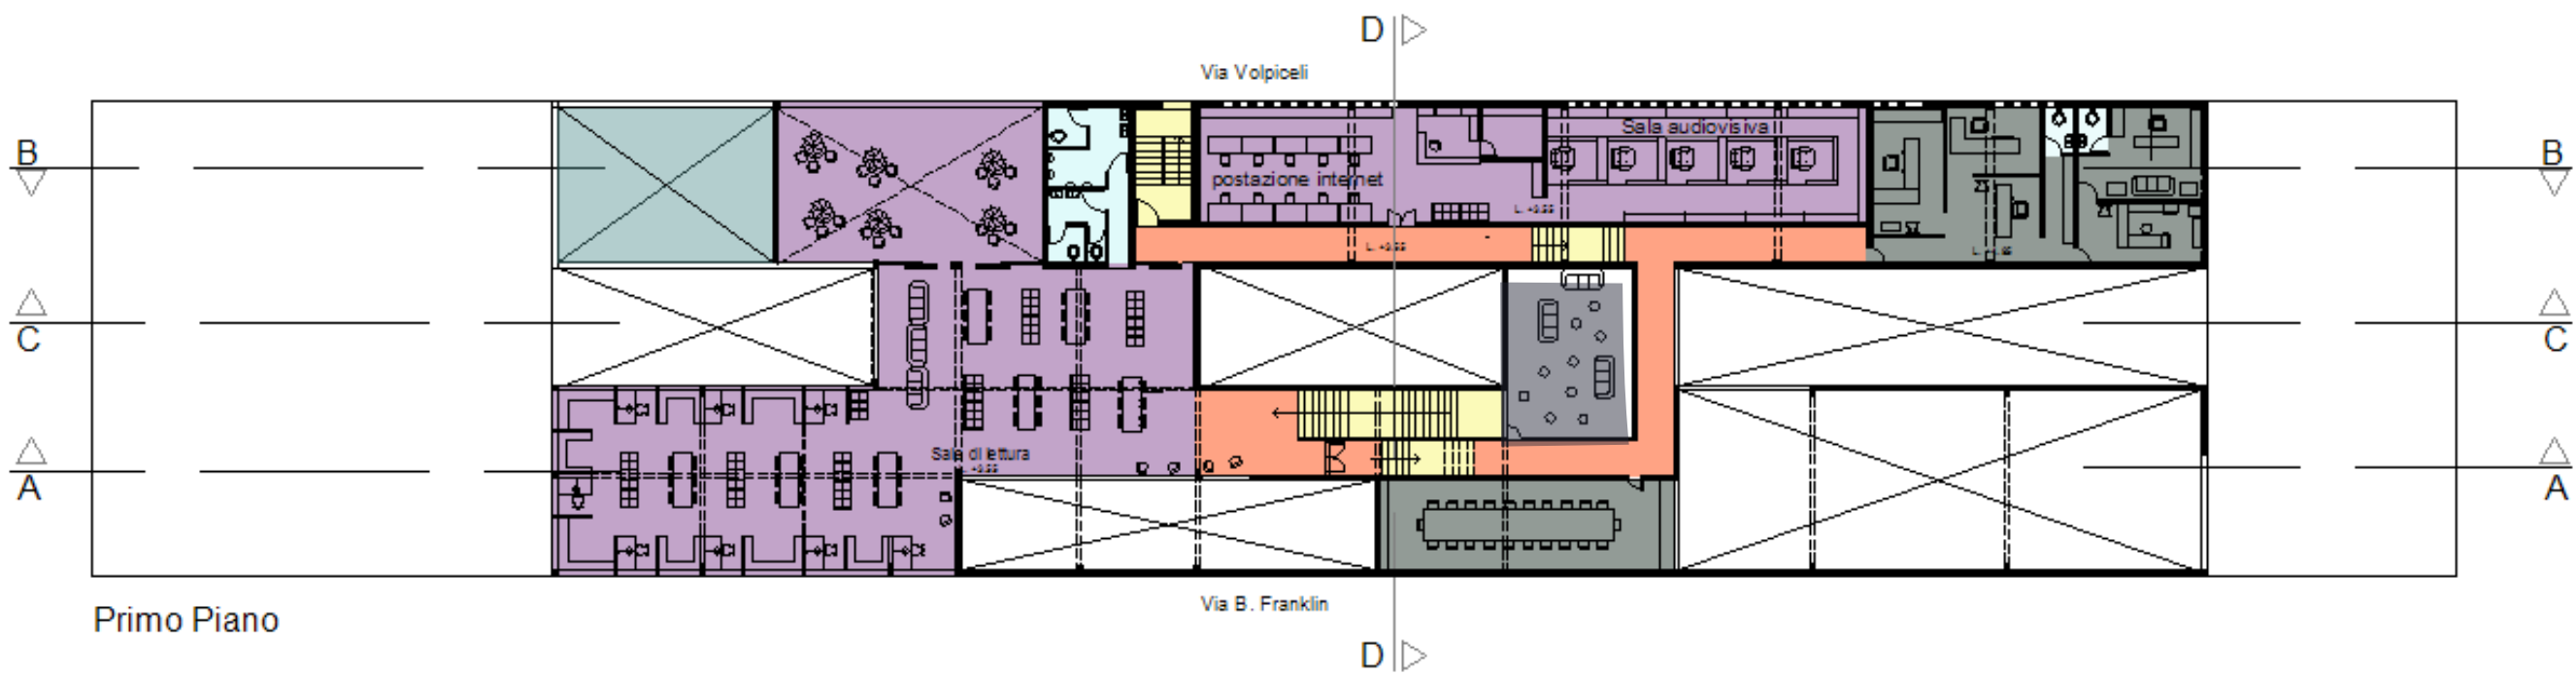 D
Via Volpiceli
B
B
Sala audiovisiva
postazione internet
C
C
Sala di lettura
A
A
Via B. Franklin
Primo Piano
D